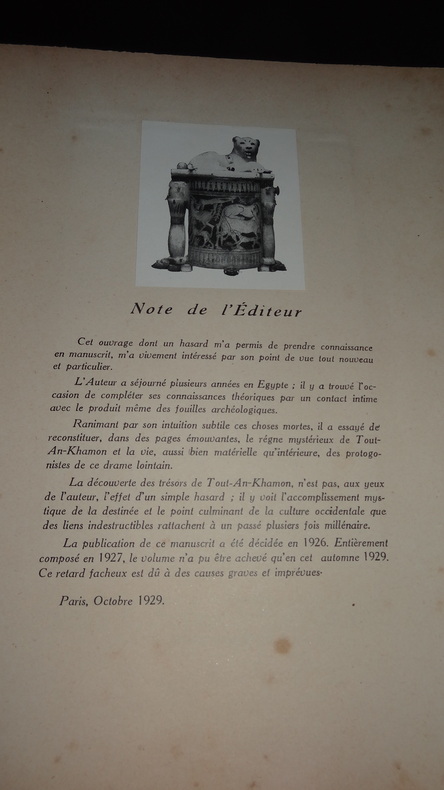 Note de l'Éditeur
Cet ouvrage dont un hasard m'a permis de prendre connaissance
en manuscrit, m'a vivement intéressé par son point de vue tout nouveau
et particulier.
L'Auteur a séjourné plusieurs années en Egypte ; il y a trouvé l'oc-
casion de compléter ses connaissances théoriques par un contact intime
avec le produit même des fouilles archéologiques.
Ranimant par son intuition subtile ces choses mortes, il a essayé de
reconstituer, dans des pages émouvantes, le règne mystérieux de Tout-
An-Khamon et la vie, aussi bien matérielle qu'intérieure, des protogo-
nistes de ce drame lointain.
La découverte des trésors de Tout-An-Khamon, n'est pas, aux yeux
de l'auteur, l'effet d'un simple hasard ; il y voit l'accomplissement mys-
tique de la destinée et le point culminant de la culture occidentale que
des liens indestructibles rattachent à un passé plusiers fois millénaire.
La publication de ce manuscrit a été décidée en 1926. Entièrement
composé en 1927, le volume n'a pu être achevé qu'en cet automne 1929.
Ce retard facheux est dû à des causes graves et imprévues-
Paris, Octobre 1929.